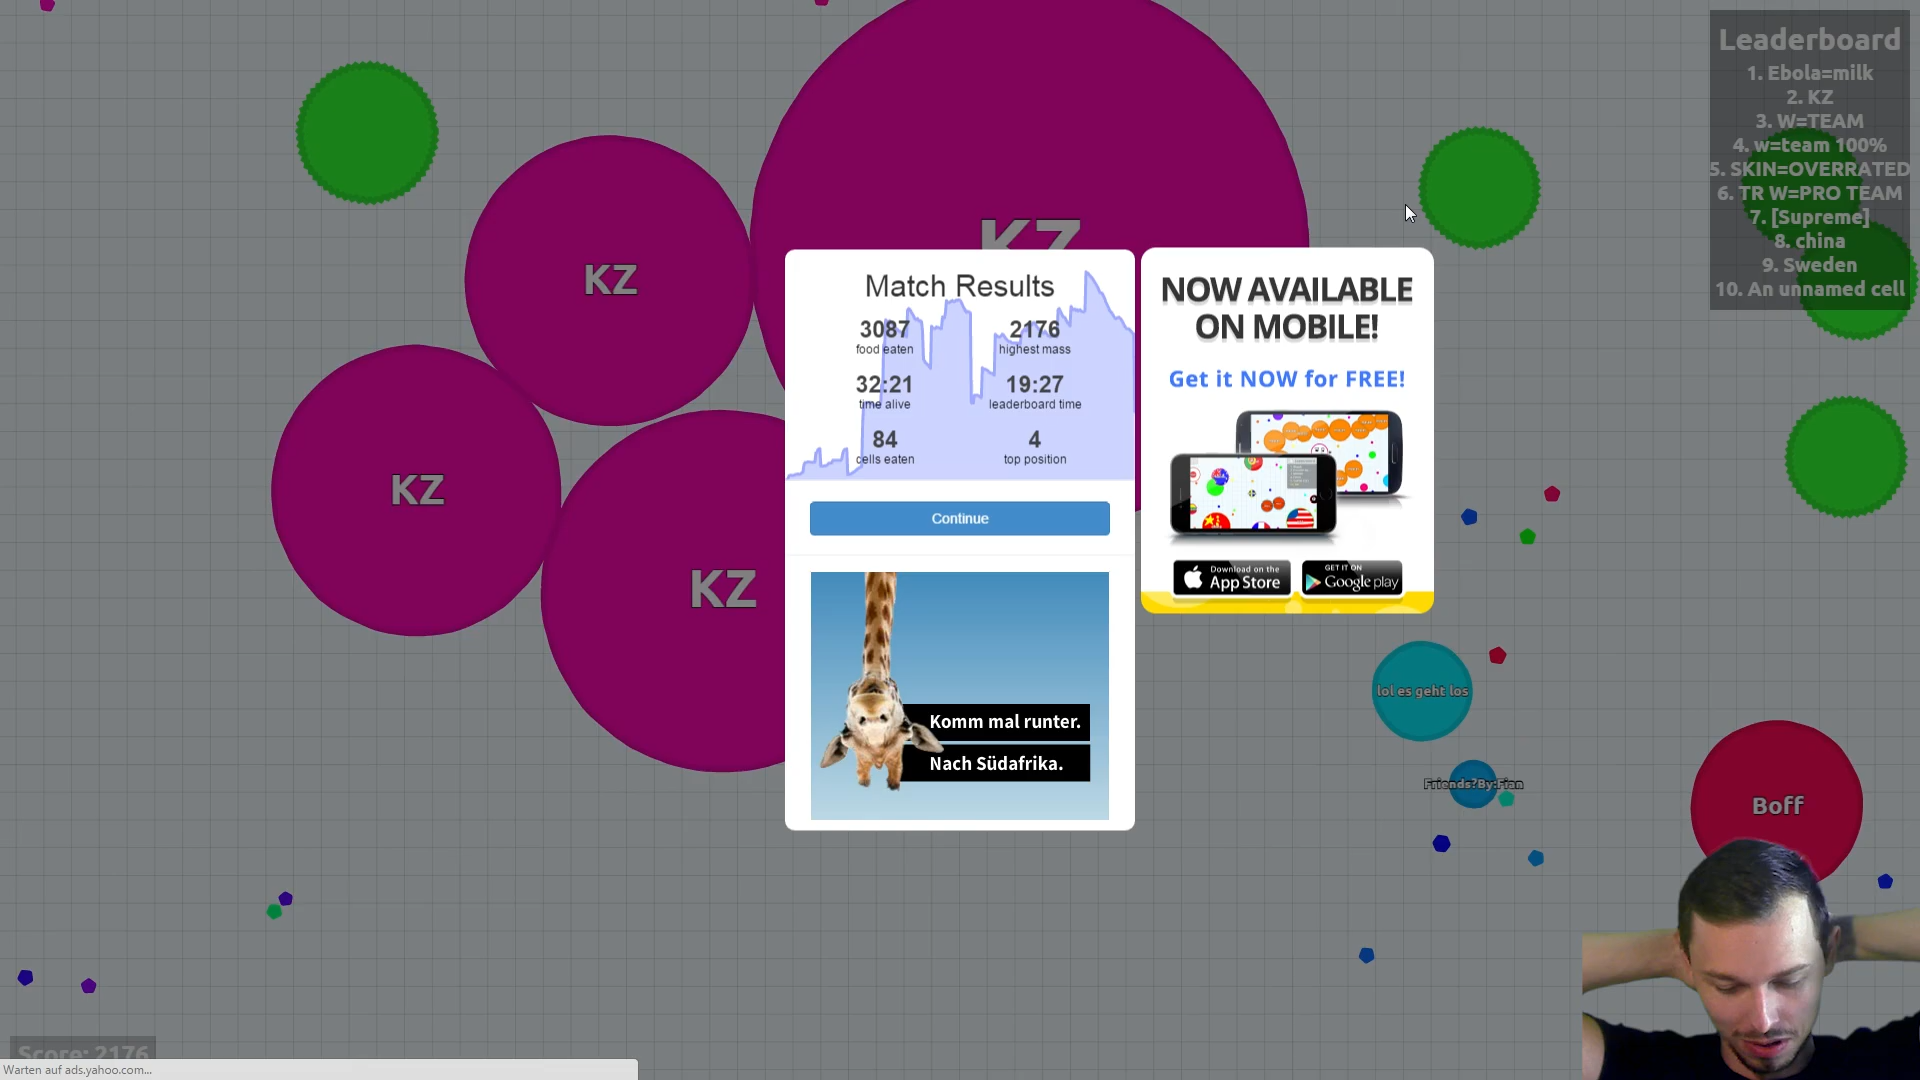 Leaderboard
1. Ebola=milk
2. KZ
3. W=TEAM
4. w=team 100%
5. SKIN=OVERRATED
6. TR W=PRO TEAM
7. [Supreme]
8. china
9. Sweden
10. An unnamed cell
KZ
KZ
KZ
KZ
Match Results
3087
food eaten
2176
highest mass
32:21
time alive
19:27
leaderboard time
84
cells eaten
4
top position
Continue
Komm mal runter.
Nach Südafrika.
NOW AVAILABLE
ON MOBILE!
Get it NOW for FREE!
Download on the
App Store
GET IT ON
Google play
lol es geht los
Friends?By:Fian
Boff
Score: 2176
Warten auf ads.yahoo.com...